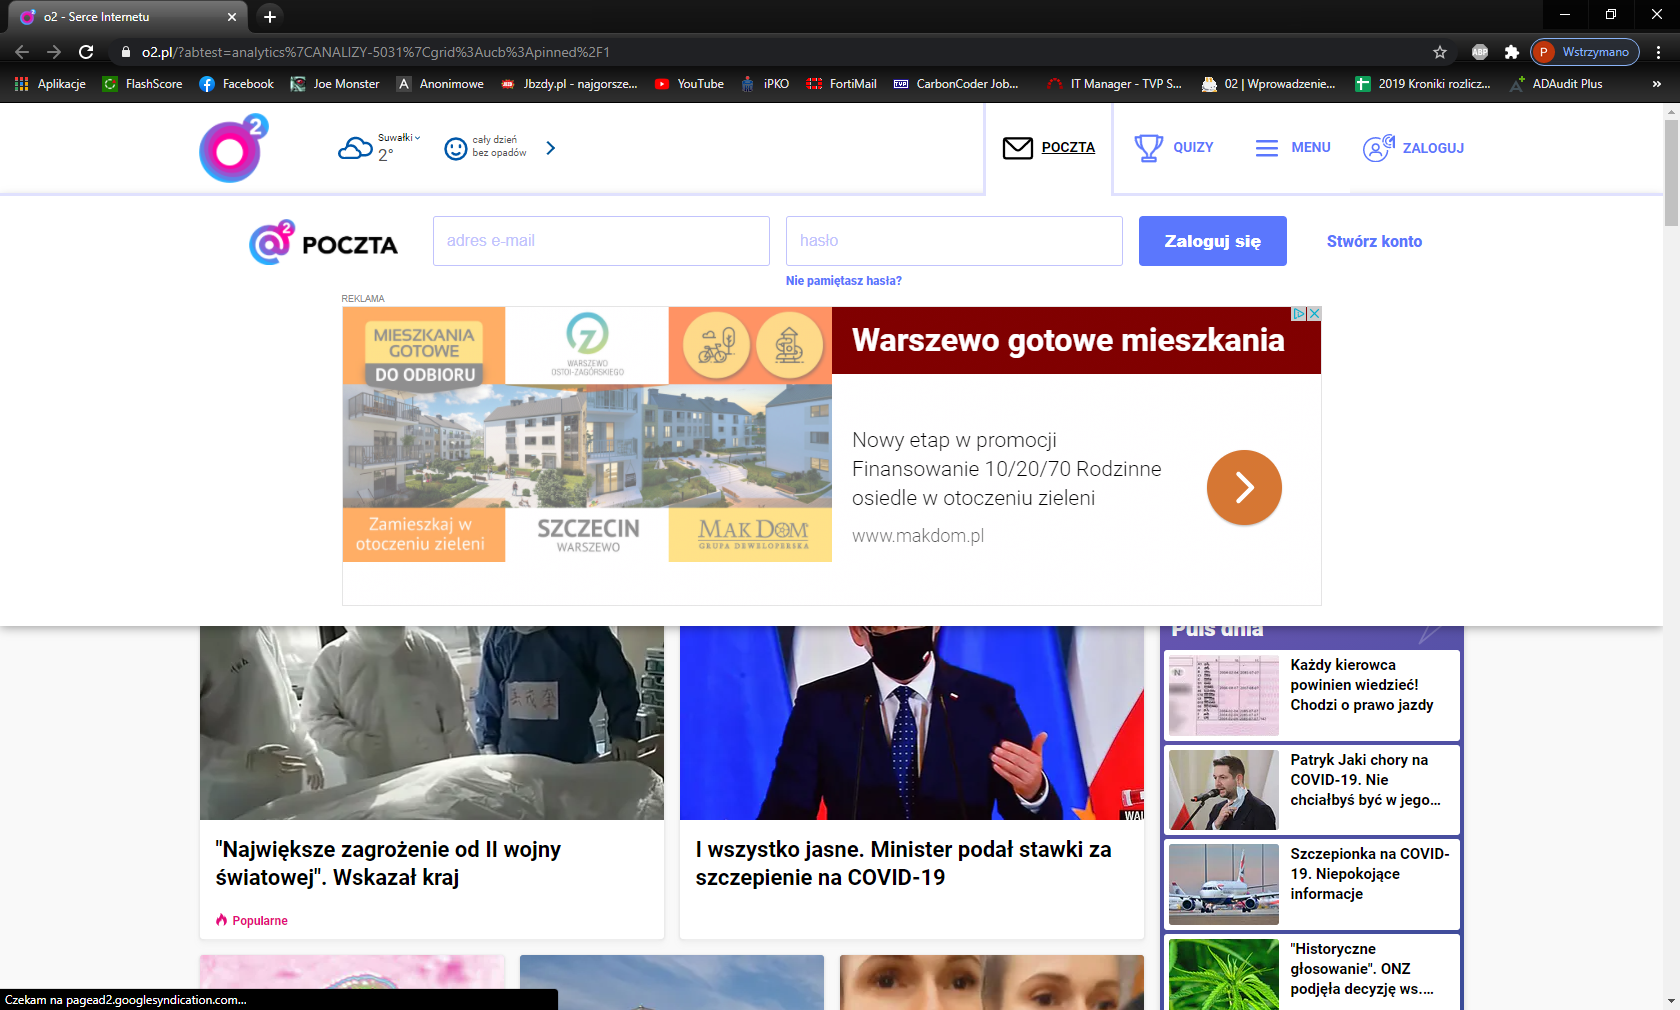 o2 - Serce Internetu
o2.pl/?abtest=analytics%7CANALIZY-5031%7Cgrid%3Aucb%3Apinned%2F1
ABP
P
Wstrzymano
Aplikacje
FlashScore
Facebook
Joe Monster
A
Anonimowe
Jbzdy.pl - najgorsze...
YouTube
iPKO
FortiMail
CarbonCoder Job...
IT Manager - TVP S...
02 | Wprowadzenie...
2019 Kroniki rozlicz...
ADAudit Plus
»
2
Suwałki
2°
cały dzień
bez opadów
POCZTA
QUIZY
MENU
ZALOGUJ
@2 POCZTA
adres e-mail
hasło
Zaloguj się
Stwórz konto
Nie pamiętasz hasła?
REKLAMA
MIESZKANIA
GOTOWE
DO ODBIORU
WARSZEWO
OSTOI-ZAGÓRSKIEGO
Warszewo gotowe mieszkania
Nowy etap w promocji
Finansowanie 10/20/70 Rodzinne
osiedle w otoczeniu zieleni
www.makdom.pl
Zamieszkaj w
otoczeniu zieleni
SZCZECIN
WARSZEWO
MAK DOM
GRUPA DEWELOPERSKA
Puls dnia
Każdy kierowca
powinien wiedzieć!
Chodzi o prawo jazdy
Patryk Jaki chory na
COVID-19. Nie
chciałbyś być w jego...
Szczepionka na COVID-
19. Niepokojące
informacje
"Historyczne
głosowanie". ONZ
podjęła decyzję ws....
"Największe zagrożenie od II wojny
światowej". Wskazał kraj
Popularne
I wszystko jasne. Minister podał stawki za
szczepienie na COVID-19
Czekam na pagead2.googlesyndication.com...